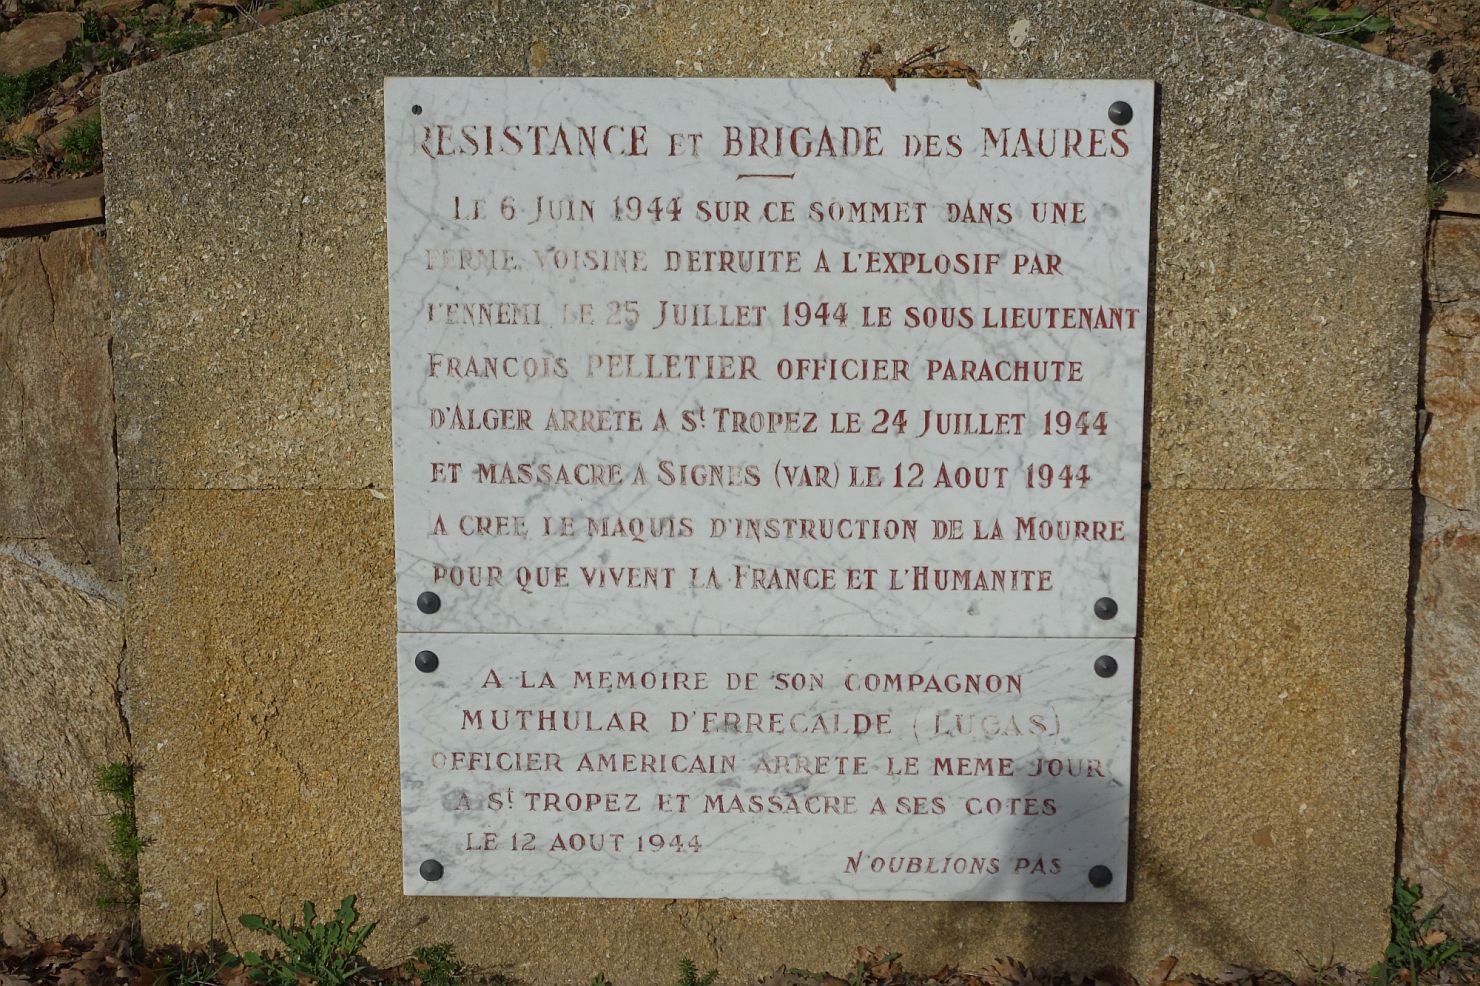 RESISTANCE ET BRIGADE DES MAURES
LE 6 JUIN 1944 SUR CE SOMMET DANS UNE
FERME VOISINE DETRUITE A L'EXPLOSIF PAR
L'ENNEMI LE 25 JUILLET 1944 LE SOUS LIEUTENANT
FRANCOIS PELLETIER OFFICIER PARACHUTE
D'ALGER ARRETE A St TROPEZ LE 24 JUILLET 1944
ET MASSACRE A SIGNES (VAR) LE 12 AOUT 1944
A CREE LE MAQUIS D'INSTRUCTION DE LA MOURRE
POUR QUE VIVENT LA FRANCE ET L'HUMANITE
A LA MEMOIRE DE SON COMPAGNON
MUTHULAR D'ERRECALDE (LUCAS)
OFFICIER AMERICAIN ARRETE LE MEME JOUR
A St TROPEZ ET MASSACRE A SES COTES
LE 12 AOUT 1944
N'OUBLIONS PAS